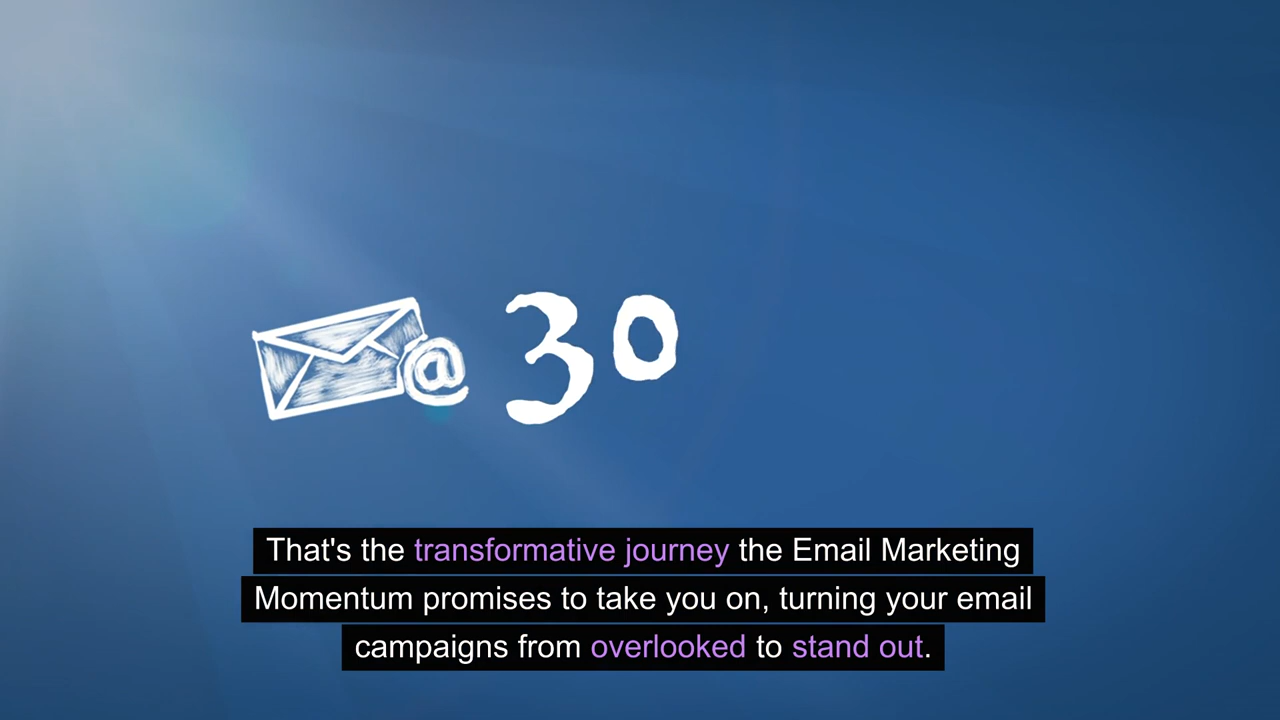 @ 30
That's the transformative journey the Email Marketing
Momentum promises to take you on, turning your email
campaigns from overlooked to stand out.